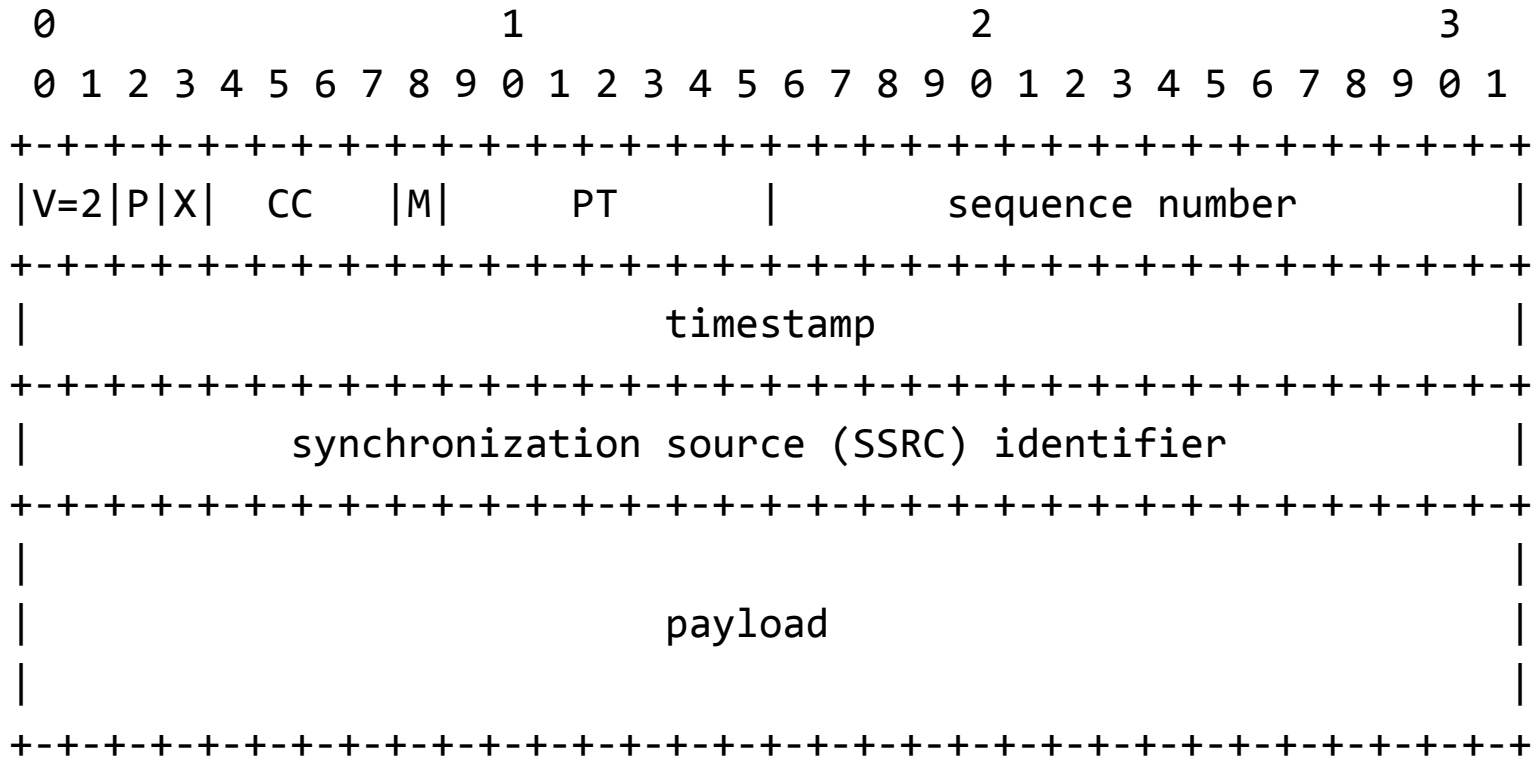 0                   1                   2                   3
 0 1 2 3 4 5 6 7 8 9 0 1 2 3 4 5 6 7 8 9 0 1 2 3 4 5 6 7 8 9 0 1
+-+-+-+-+-+-+-+-+-+-+-+-+-+-+-+-+-+-+-+-+-+-+-+-+-+-+-+-+-+-+-+-+
|V=2|P|X|  CC   |M|     PT      |       sequence number         |
+-+-+-+-+-+-+-+-+-+-+-+-+-+-+-+-+-+-+-+-+-+-+-+-+-+-+-+-+-+-+-+-+
|                           timestamp                           |
+-+-+-+-+-+-+-+-+-+-+-+-+-+-+-+-+-+-+-+-+-+-+-+-+-+-+-+-+-+-+-+-+
|           synchronization source (SSRC) identifier            |
+-+-+-+-+-+-+-+-+-+-+-+-+-+-+-+-+-+-+-+-+-+-+-+-+-+-+-+-+-+-+-+-+
|                                                               |
|                           payload                             |
|                                                               |
+-+-+-+-+-+-+-+-+-+-+-+-+-+-+-+-+-+-+-+-+-+-+-+-+-+-+-+-+-+-+-+-+